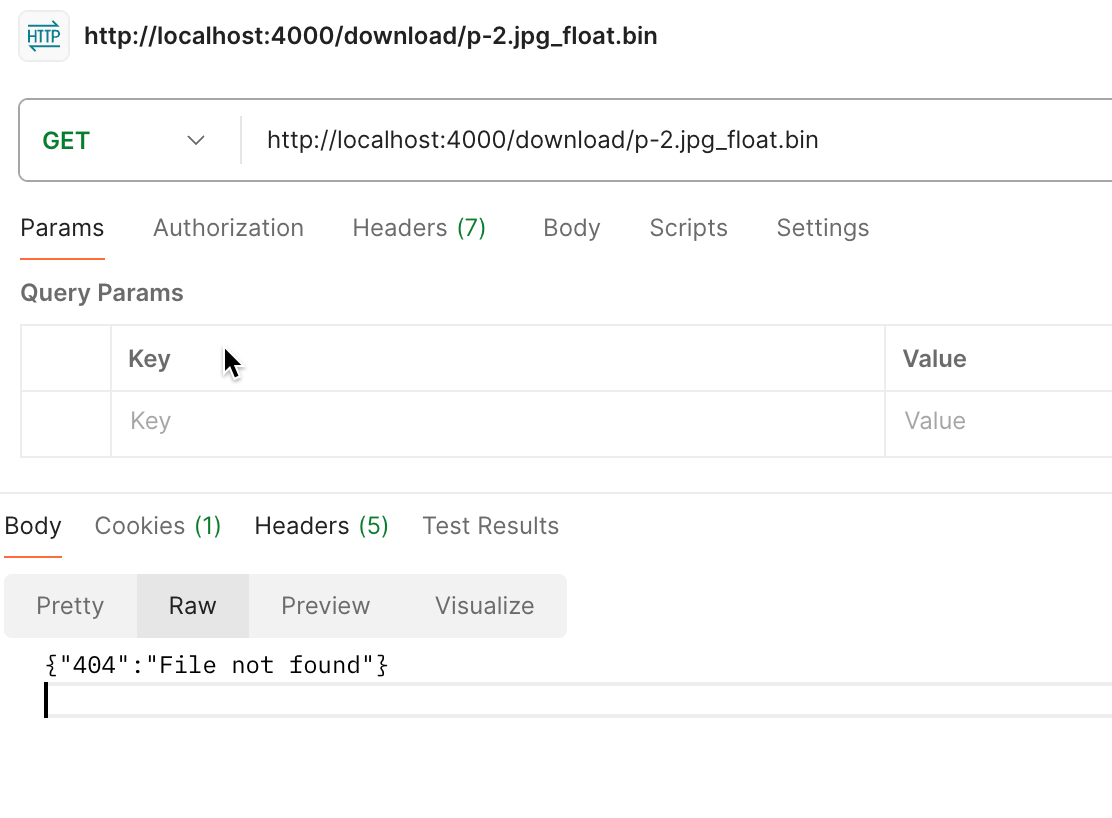 HTTP http://localhost:4000/download/p-2.jpg_float.bin
GET http://localhost:4000/download/p-2.jpg_float.bin
Params Authorization Headers (7) Body Scripts Settings
Query Params
Key Value
Key Value
Body Cookies (1) Headers (5) Test Results
Pretty Raw Preview Visualize
{"404":"File not found"}